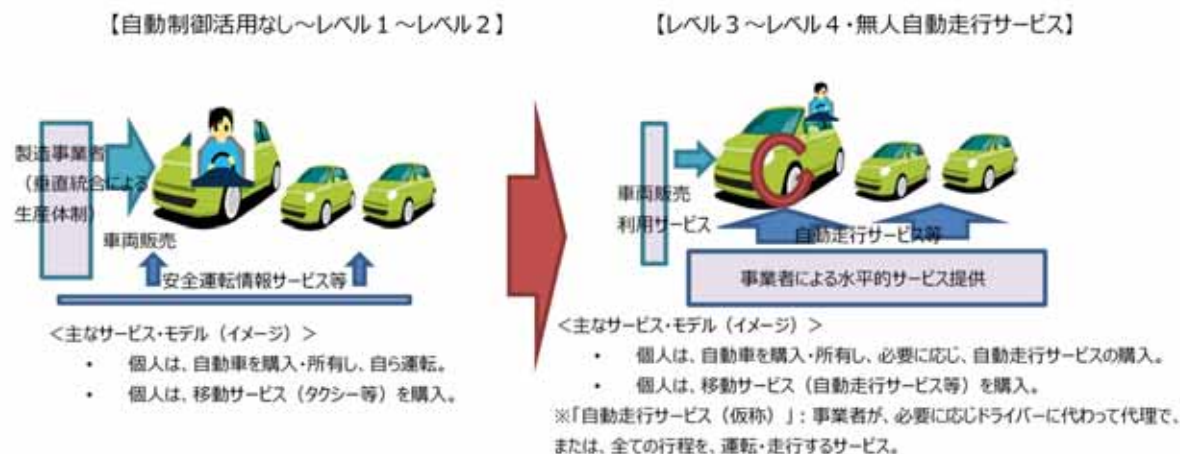 【自動制御活用なし～レベル１～レベル２】
製造事業者
（垂直統合による
生産体制）
車両販売
安全運転情報サービス等
＜主なサービス・モデル（イメージ）＞
・ 個人は、自動車を購入・所有し、自ら運転。
・ 個人は、移動サービス（タクシー等）を購入。
【レベル３～レベル４・無人自動走行サービス】
車両販売
利用サービス
自動走行サービス等
事業者による水平的サービス提供
＜主なサービス・モデル（イメージ）＞
・ 個人は、自動車を購入・所有し、必要に応じ、自動走行サービスの購入。
・ 個人は、移動サービス（自動走行サービス等）を購入。
※「自動走行サービス（仮称）」：事業者が、必要に応じドライバーに代わって代理で、
または、全ての行程を、運転・走行するサービス。